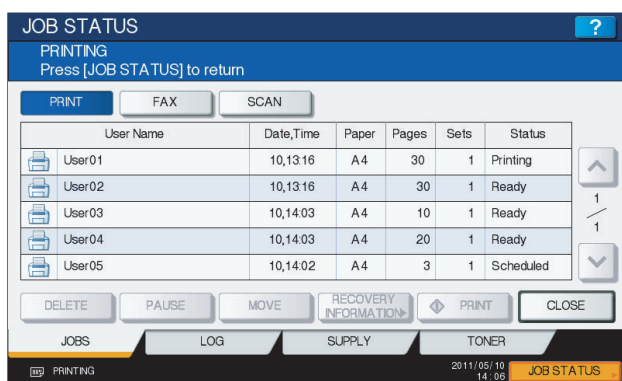 JOB STATUS ?
PRINTING
Press [JOB STATUS] to return
PRINT FAX SCAN
User Name Date,Time Paper Pages Sets Status
User01 10,13:16 A4 30 1 Printing
User02 10,13:16 A4 30 1 Ready
User03 10,14:03 A4 10 1 Ready
User04 10,14:03 A4 20 1 Ready
User05 10,14:02 A4 3 1 Scheduled
1
1
DELETE PAUSE MOVE RECOVERY PRINT CLOSE
INFORMATION
JOBS LOG SUPPLY TONER
PRINTING 2011/05/10 JOB STATUS
14:06